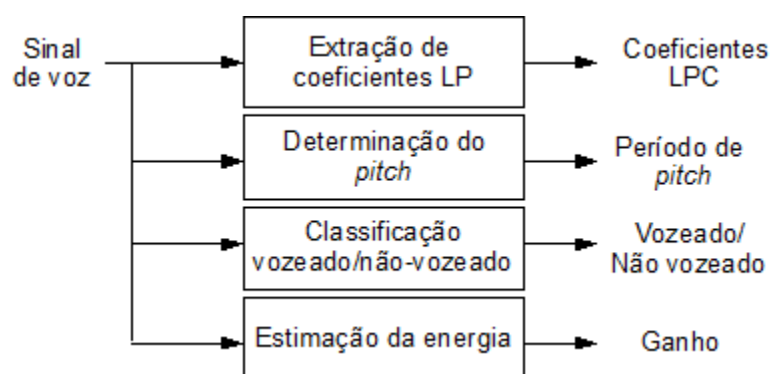 Sinal
de voz
Extração de
coeficientes LP
Coeficientes
LPC
Determinação do
pitch
Período de
pitch
Classificação
vozeado/não-vozeado
Vozeado/
Não vozeado
Estimação da energia
Ganho